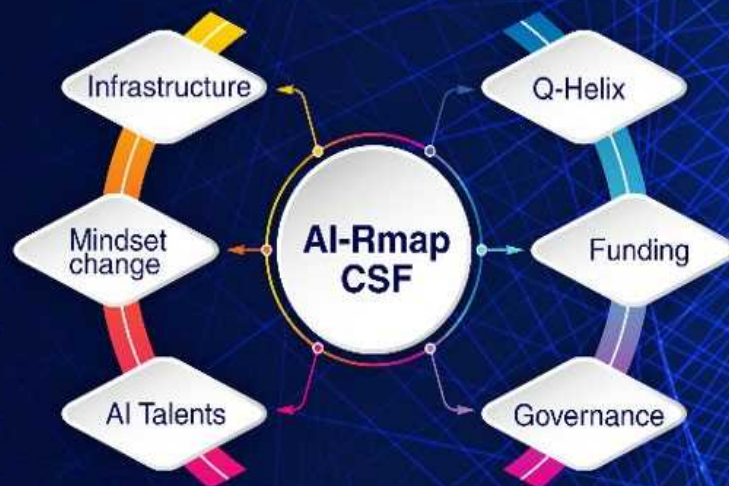 Infrastructure
Q-Helix
Mindset
change
AI-Rmap
CSF
Funding
AI Talents
Governance